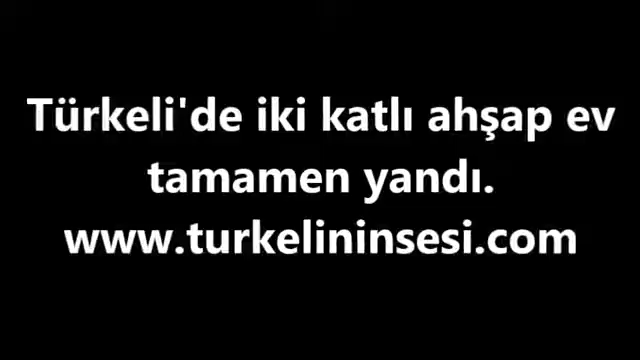 Türkeli'de iki katlı ahşap ev
tamamen yandı.
www.turkelininsesi.com